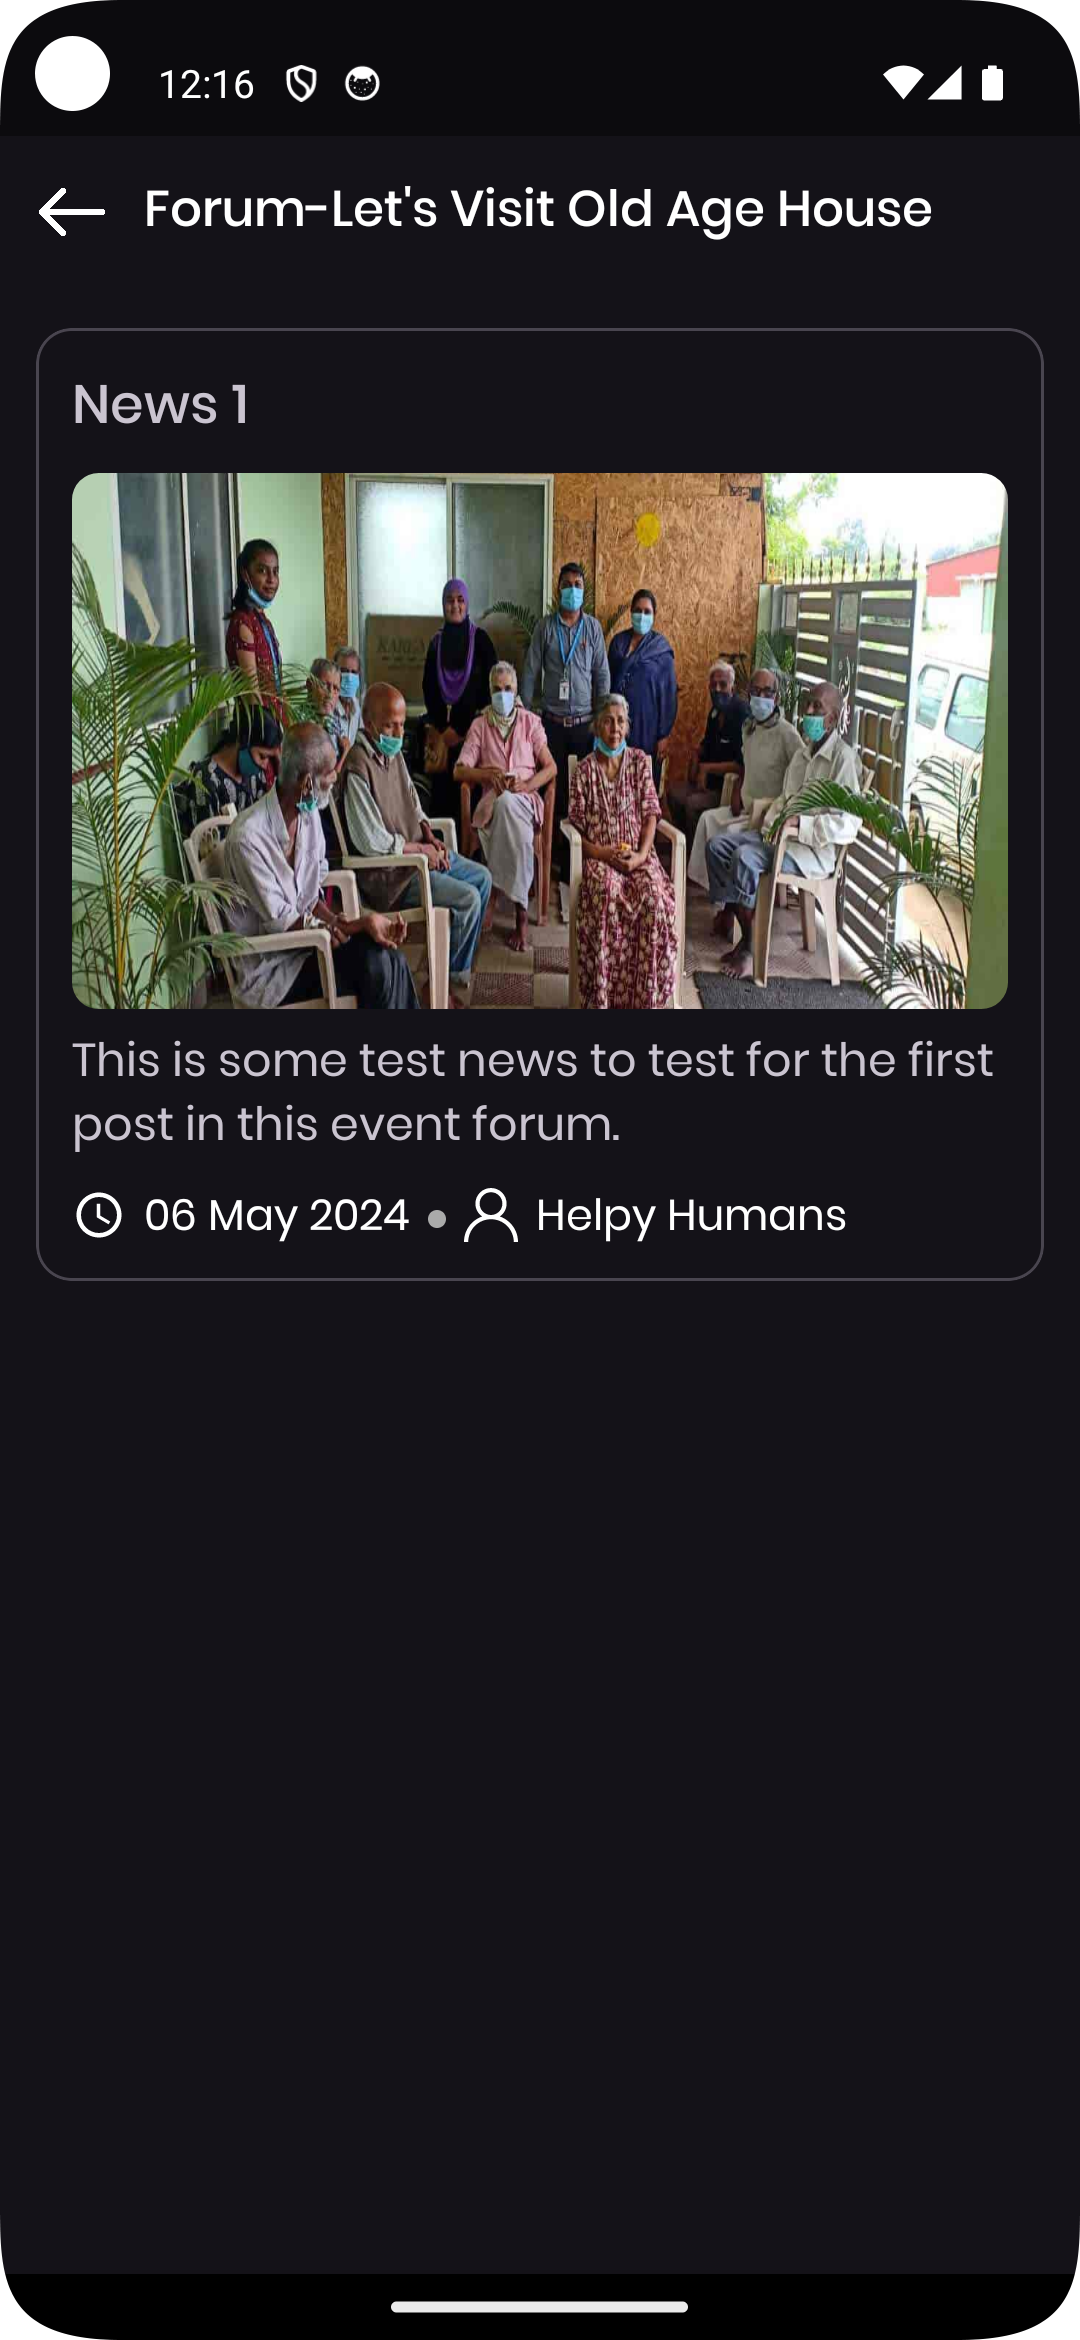 12:16
Forum-Let's Visit Old Age House
News 1
This is some test news to test for the first
post in this event forum.
06 May 2024 • Helpy Humans